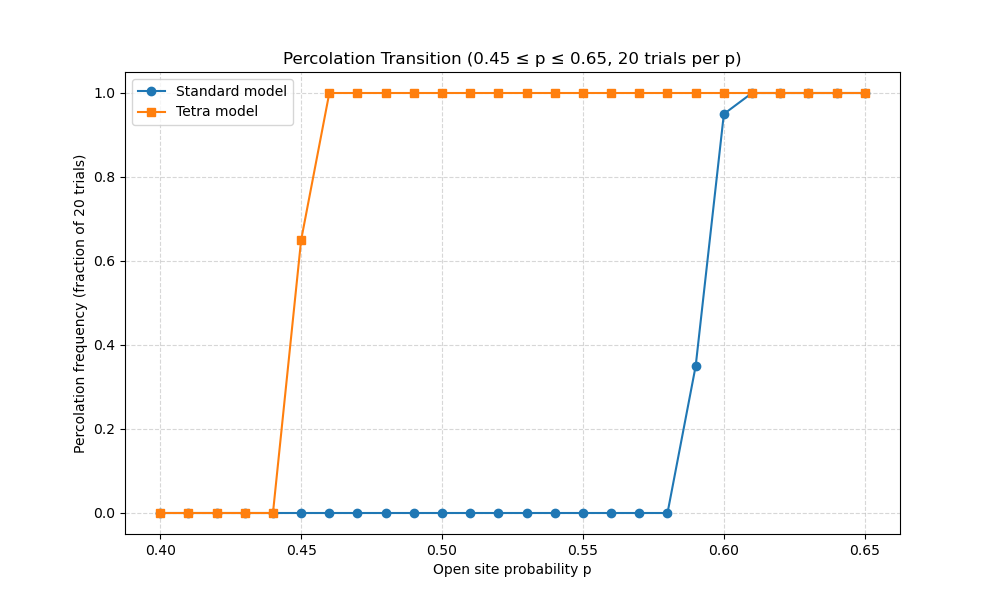 Percolation Transition (0.45 ≤ p ≤ 0.65, 20 trials per p)
Standard model
Tetra model
Percolation frequency (fraction of 20 trials)
1.0
0.8
0.6
0.4
0.2
0.0
0.40 0.45 0.50 0.55 0.60 0.65
Open site probability p